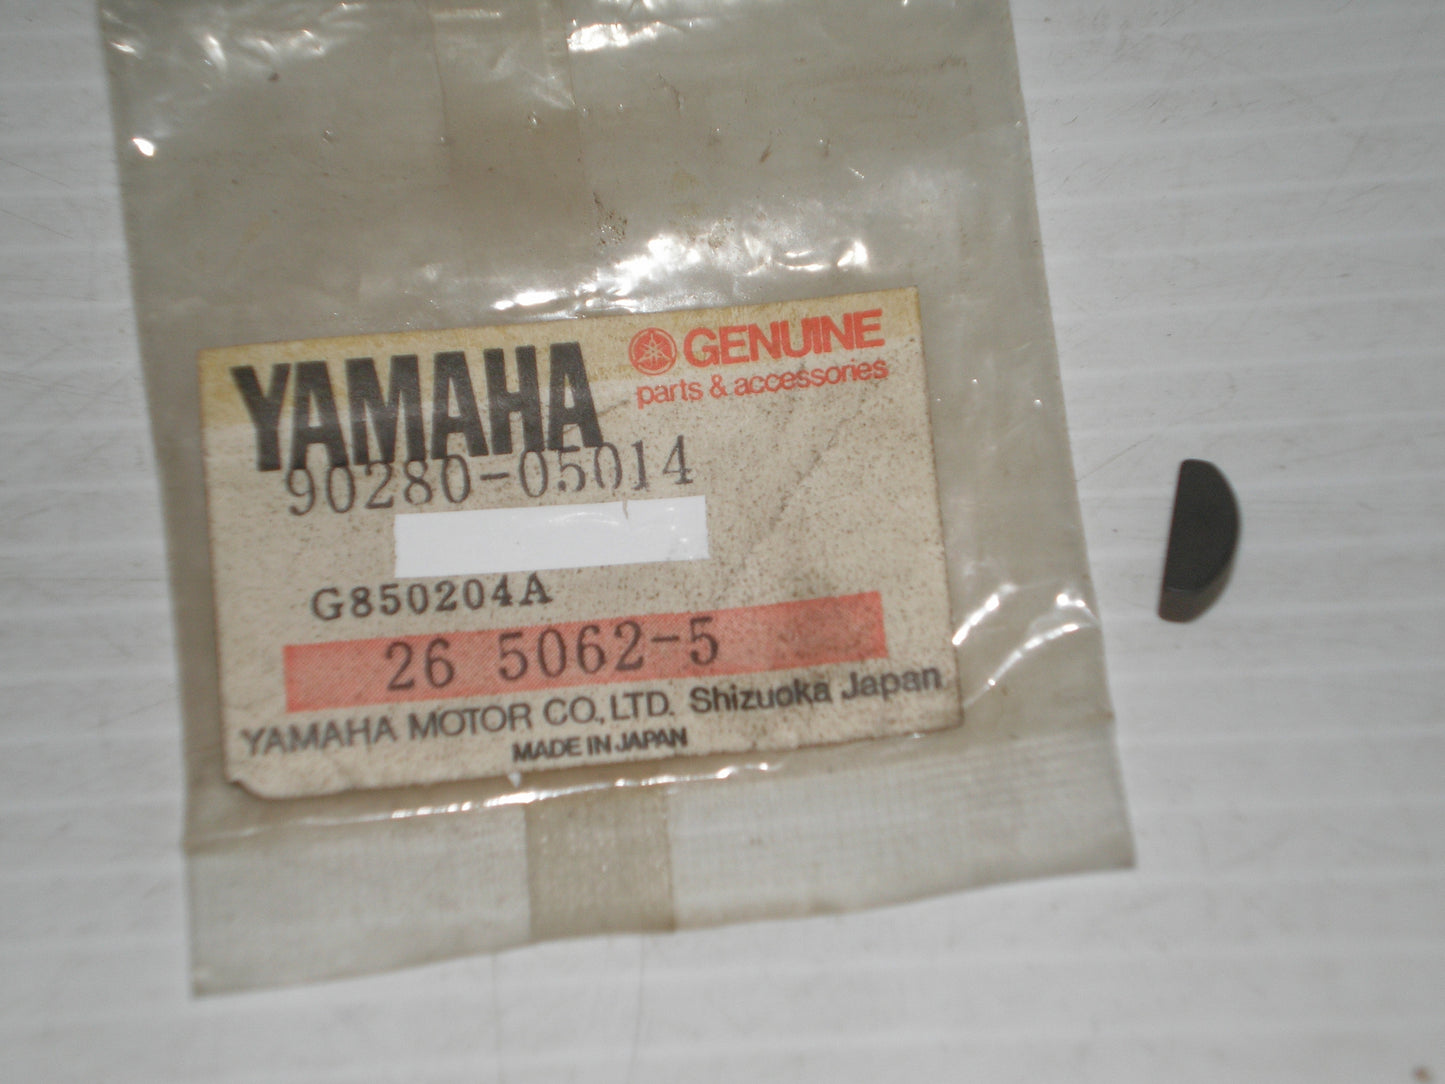 YAMAHA
GENUINE
parts & accessories
90280-05014
G850204A
26 5062-5
YAMAHA MOTOR CO., LTD. Shizuoka Japan
MADE IN JAPAN